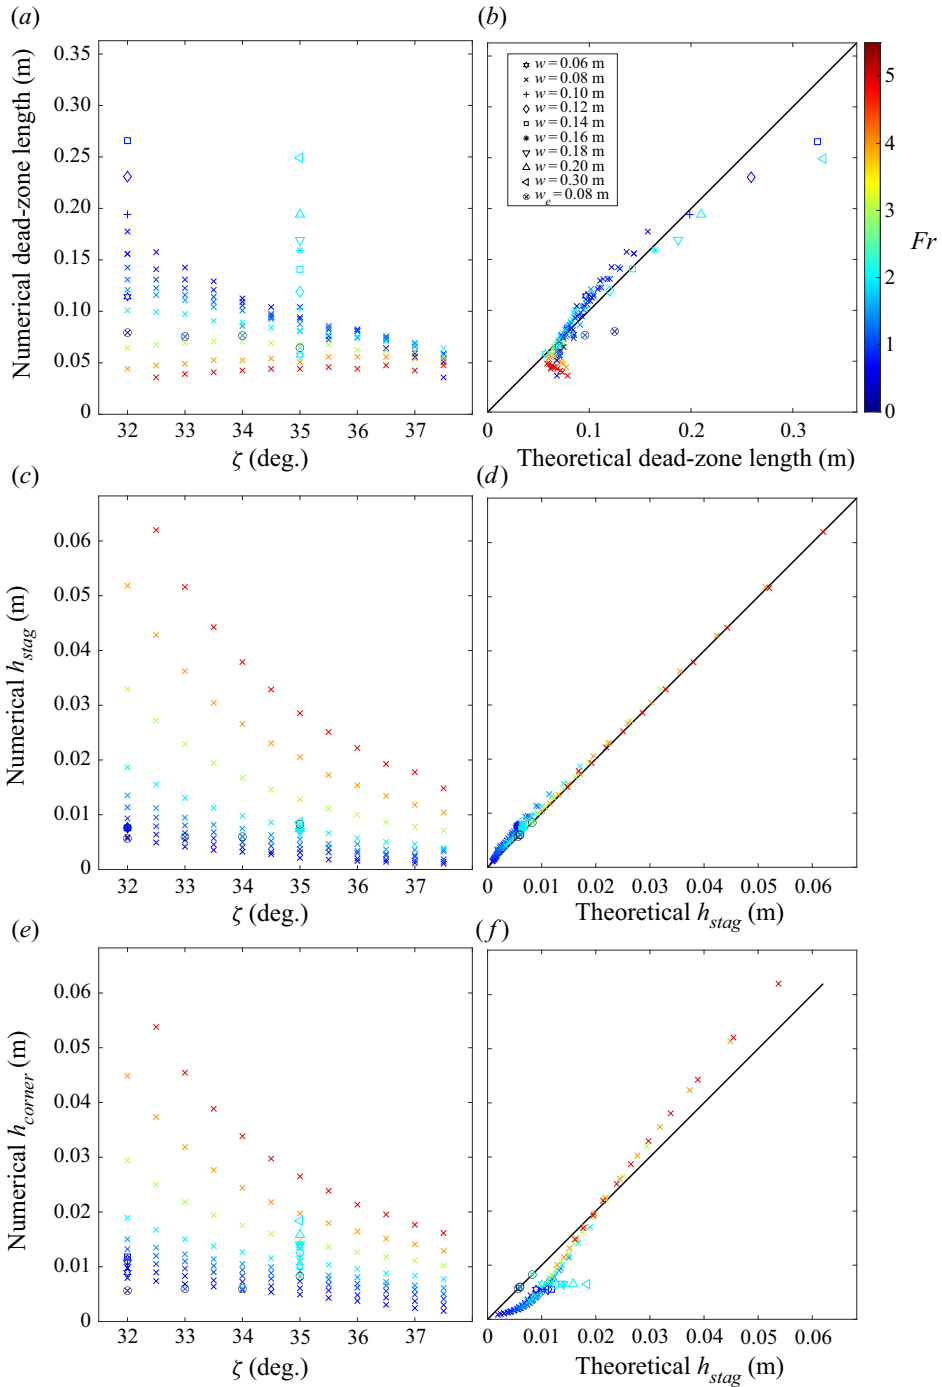 (a)
(b)
Numerical dead-zone length (m)
0.35
0.30
0.25
0.20
0.15
0.10
0.05
0
32 33 34 35 36 37
ζ (deg.)
w = 0.06 m
w = 0.08 m
w = 0.10 m
w = 0.12 m
w = 0.14 m
w = 0.16 m
w = 0.18 m
w = 0.20 m
w = 0.30 m
w_e = 0.08 m
0 0.1 0.2 0.3
Theoretical dead-zone length (m)
5
4
3
2
1
0
Fr
(c)
(d)
Numerical h_stag (m)
0.06
0.05
0.04
0.03
0.02
0.01
0
32 33 34 35 36 37
ζ (deg.)
0 0.01 0.02 0.03 0.04 0.05 0.06
Theoretical h_stag (m)
(e)
(f)
Numerical h_corner (m)
0.06
0.05
0.04
0.03
0.02
0.01
0
32 33 34 35 36 37
ζ (deg.)
0 0.01 0.02 0.03 0.04 0.05 0.06
Theoretical h_stag (m)